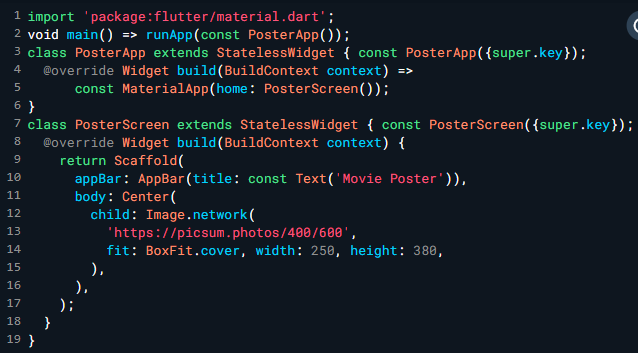 1 import 'package:flutter/material.dart';
2 void main() => runApp(const PosterApp());
3 class PosterApp extends StatelessWidget { const PosterApp({super.key});
4   @override Widget build(BuildContext context) =>
5       const MaterialApp(home: PosterScreen());
6 }
7 class PosterScreen extends StatelessWidget { const PosterScreen({super.key});
8   @override Widget build(BuildContext context) {
9     return Scaffold(
10       appBar: AppBar(title: const Text('Movie Poster')),
11       body: Center(
12         child: Image.network(
13           'https://picsum.photos/400/600',
14           fit: BoxFit.cover, width: 250, height: 380,
15         ),
16       ),
17     );
18   }
19 }